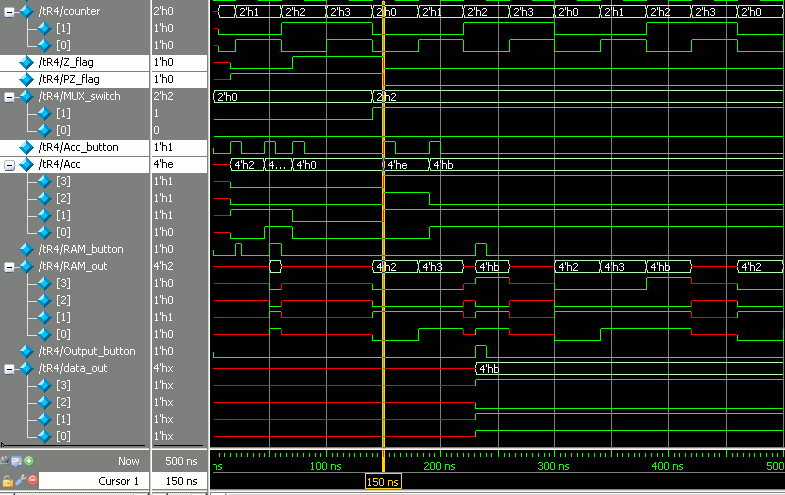 /tR4/counter 2'h0 2'h1 2'h2 2'h3 2'h0 2'h1 2'h2 2'h3 2'h0 2'h1 2'h2 2'h3 2'h0
[1] 1'h0
[0] 1'h0
/tR4/Z_flag 1'h0
/tR4/PZ_flag 1'h0
/tR4/MUX_switch 2'h2 2'h0 2'h2
[1] 1
[0] 0
/tR4/Acc_button 1'h1
/tR4/Acc 4'he 4'h2 4... 4'h0 4'he 4'hb
[3] 1'h1
[2] 1'h1
[1] 1'h1
[0] 1'h0
/tR4/RAM_button 1'h0
/tR4/RAM_out 4'h2 4'h2 4'h3 4'hb 4'h2 4'h3 4'hb 4'h2
[3] 1'h0
[2] 1'h0
[1] 1'h1
[0] 1'h0
/tR4/Output_button 1'h0
/tR4/data_out 4'hx 4'hb
[3] 1'hx
[2] 1'hx
[1] 1'hx
[0] 1'hx
Now 500 ns ns 100 ns 200 ns 300 ns 400 ns 500
Cursor 1 150 ns 150 ns